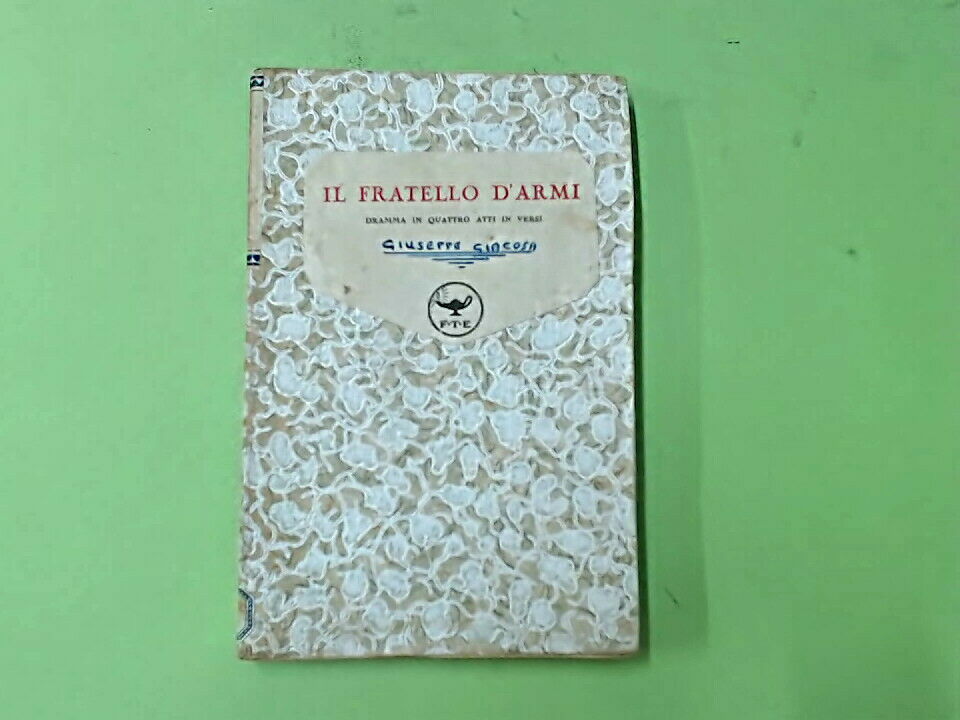 IL FRATELLO D'ARMI
DRAMMA IN QUATTRO ATTI IN VERSI
GIUSEPPE GIACOSA
F·T·E